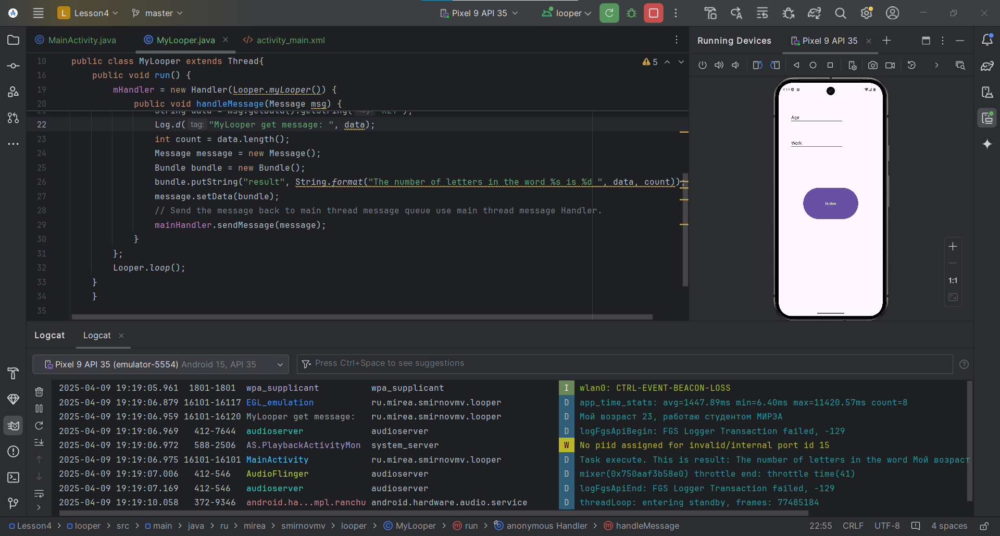 L Lesson4 master Pixel 9 API 35 looper
MainActivity.java MyLooper.java activity_main.xml
Running Devices Pixel 9 API 35
10 public class MyLooper extends Thread{
5
16 public void run() {
19 mHandler = new Handler(Looper.myLooper()) {
20 public void handleMessage(Message msg) {
21 String data = msg.getData().getString( key: "KEY");
22 Log.d( tag: "MyLooper get message: ", data);
23 int count = data.length();
24 Message message = new Message();
25 Bundle bundle = new Bundle();
26 bundle.putString("result", String.format("The number of letters in the word %s is %d ", data, count));
27 message.setData(bundle);
28 // Send the message back to main thread message queue use main thread message Handler.
29 mainHandler.sendMessage(message);
30 }
31 };
32 Looper.loop();
33 }
34 }
35
4:19
Age
Work
Button
1:1
Logcat Logcat
Pixel 9 API 35 (emulator-5554) Android 15, API 35
Press Ctrl+Space to see suggestions
2025-04-09 19:19:05.961 1801-1801 wpa_supplicant wpa_supplicant I wlan0: CTRL-EVENT-BEACON-LOSS
2025-04-09 19:19:06.879 16101-16117 EGL_emulation ru.mirea.smirnovmv.looper D app_time_stats: avg=1447.89ms min=6.40ms max=11420.57ms count=8
2025-04-09 19:19:06.959 16101-16120 MyLooper get message: ru.mirea.smirnovmv.looper D Мой возраст 23, работаю студентом МИРЭА
2025-04-09 19:19:06.969 412-7644 audioserver audioserver D logFgsApiBegin: FGS Logger Transaction failed, -129
2025-04-09 19:19:06.972 588-2506 AS.PlaybackActivityMon system_server W No piid assigned for invalid/internal port id 15
2025-04-09 19:19:06.975 16101-16101 MainActivity ru.mirea.smirnovmv.looper D Task execute. This is result: The number of letters in the word Мой возраст
2025-04-09 19:19:07.006 412-546 AudioFlinger audioserver D mixer(0x750aaf3b58e0) throttle end: throttle time(41)
2025-04-09 19:19:07.169 412-546 audioserver audioserver D logFgsApiEnd: FGS Logger Transaction failed, -129
2025-04-09 19:19:10.058 372-9346 android.ha...mpl.ranchu android.hardware.audio.service D threadLoop: entering standby, frames: 77485184
Lesson4 > looper > src > main > java > ru > mirea > smirnovmv > looper > MyLooper > run > anonymous Handler > handleMessage
22:55 CRLF UTF-8 4 spaces